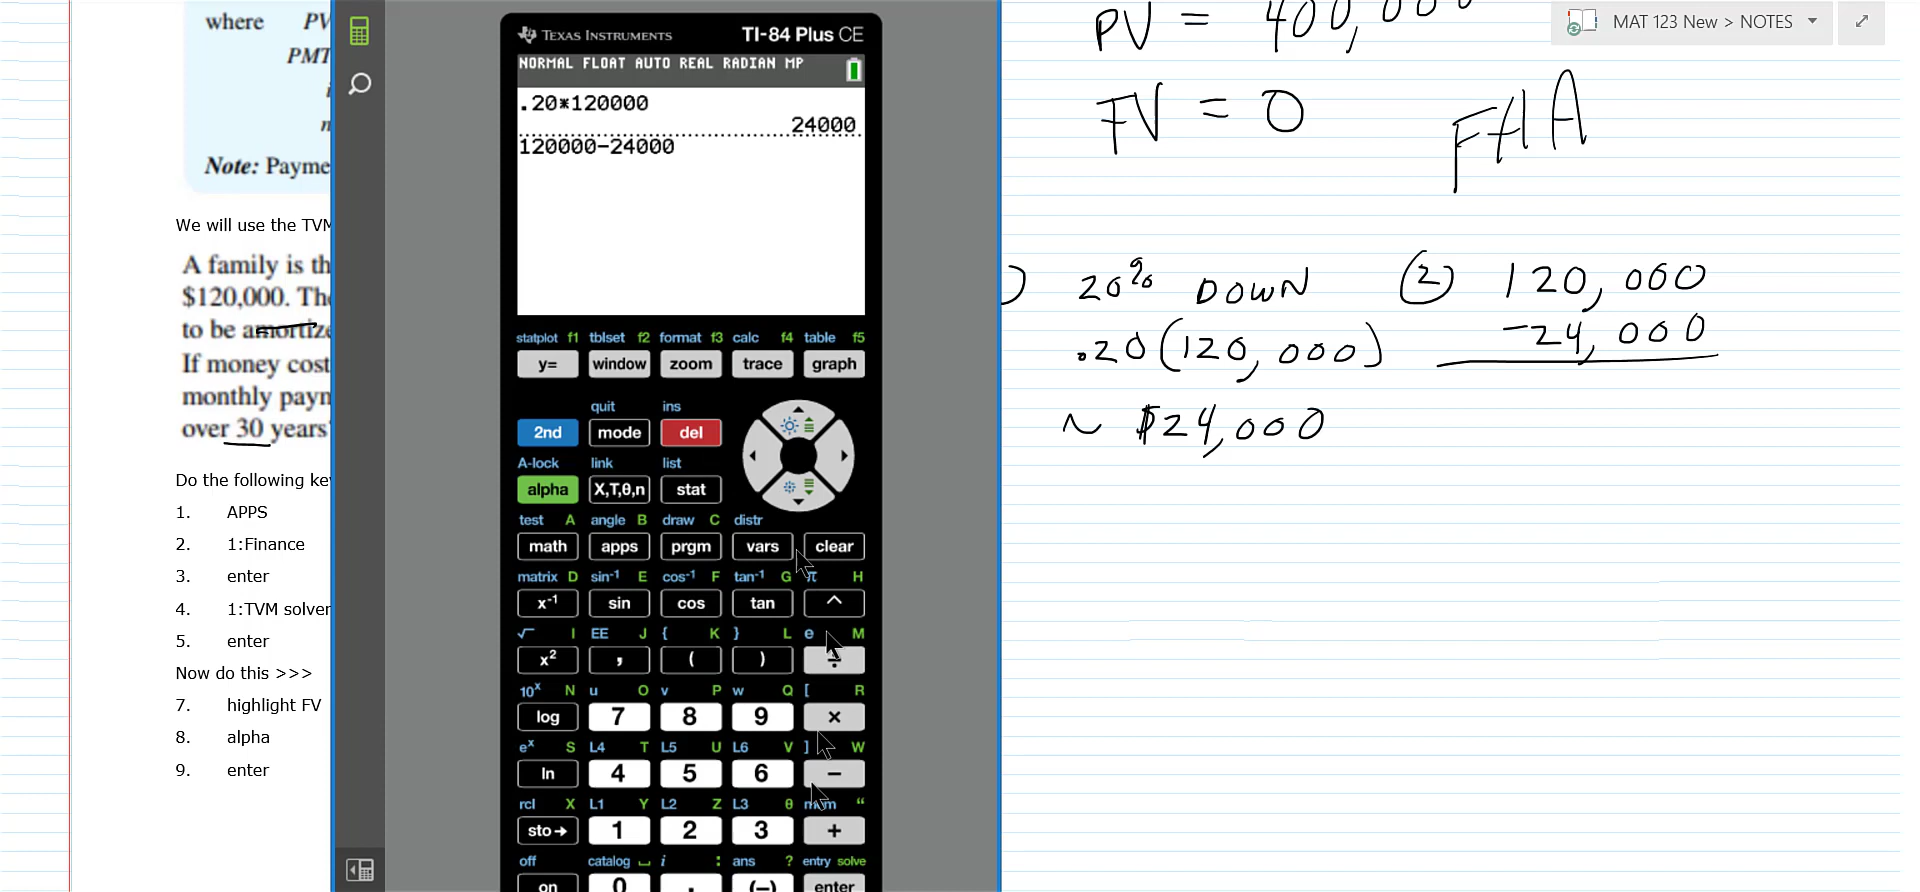 where PV
PMT
i
n
Note: Payme
We will use the TVM
A family is th
$120,000. The
to be amortize
If money cost
monthly paym
over 30 years
Do the following key
1. APPS
2. 1:Finance
3. enter
4. 1:TVM solver
5. enter
Now do this >>>
7. highlight FV
8. alpha
9. enter
TEXAS INSTRUMENTS TI-84 Plus CE
NORMAL FLOAT AUTO REAL RADIAN MP
.20*120000
24000
120000-24000
statplot f1 tblset f2 format f3 calc f4 table f5
y= window zoom trace graph
quit ins
2nd mode del
A-lock link list
alpha X,T,θ,n stat
test A angle B draw C distr
math apps prgm vars clear
matrix D sin⁻¹ E cos⁻¹ F tan⁻¹ G π H
x⁻¹ sin cos tan ^
√ I EE J { K } L e M
x² , ( ) ÷
10ˣ N u O v P w Q [ R
log 7 8 9 ×
eˣ S L4 T L5 U L6 V ] W
ln 4 5 6 −
rcl X L1 Y L2 Z L3 θ mem "
sto→ 1 2 3 +
off catalog ⎵ i : ans ? entry solve
on 0 . (−) enter
MAT 123 New > NOTES
PV = 400,000
FV = 0 FHA
) 20% DOWN (2) 120,000
.20(120,000) -24,000
~ $24,000